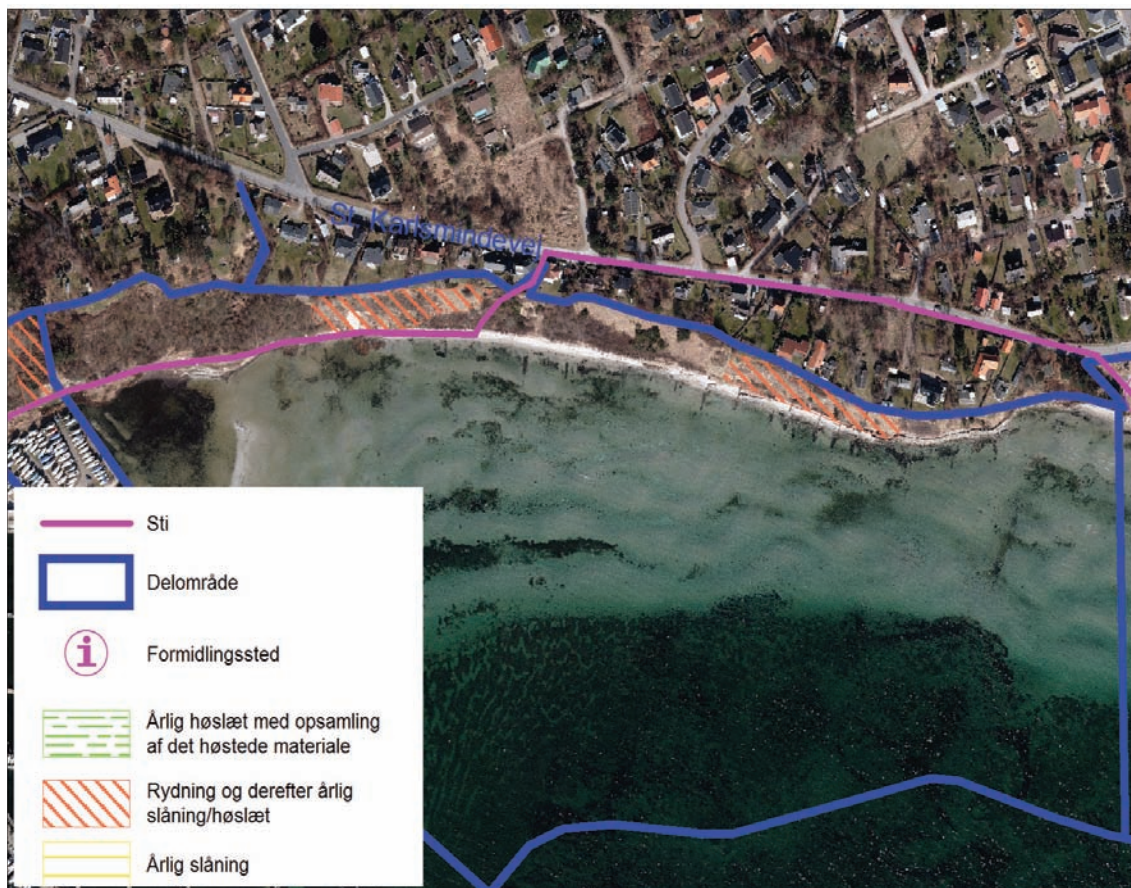 St. Karlsmindevej
Sti
Delområde
i
Formidlingssted
Årlig høslæt med opsamling
af det høstede materiale
Rydning og derefter årlig
slåning/høslæt
Årlig slåning